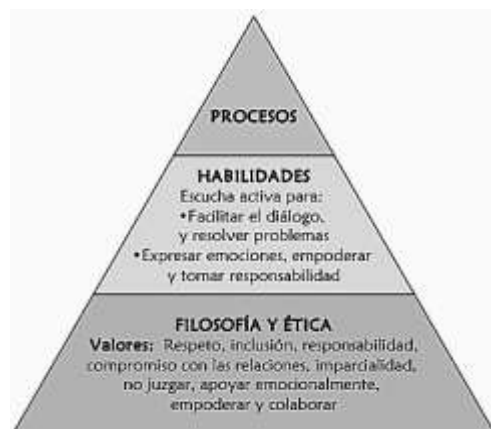 PROCESOS
HABILIDADES
Escucha activa para:
•Facilitar el diálogo,
y resolver problemas
•Expresar emociones, empoderar
y tomar responsabilidad
FILOSOFÍA Y ÉTICA
Valores: Respeto, inclusión, responsabilidad,
compromiso con las relaciones, imparcialidad,
no juzgar, apoyar emocionalmente,
empoderar y colaborar